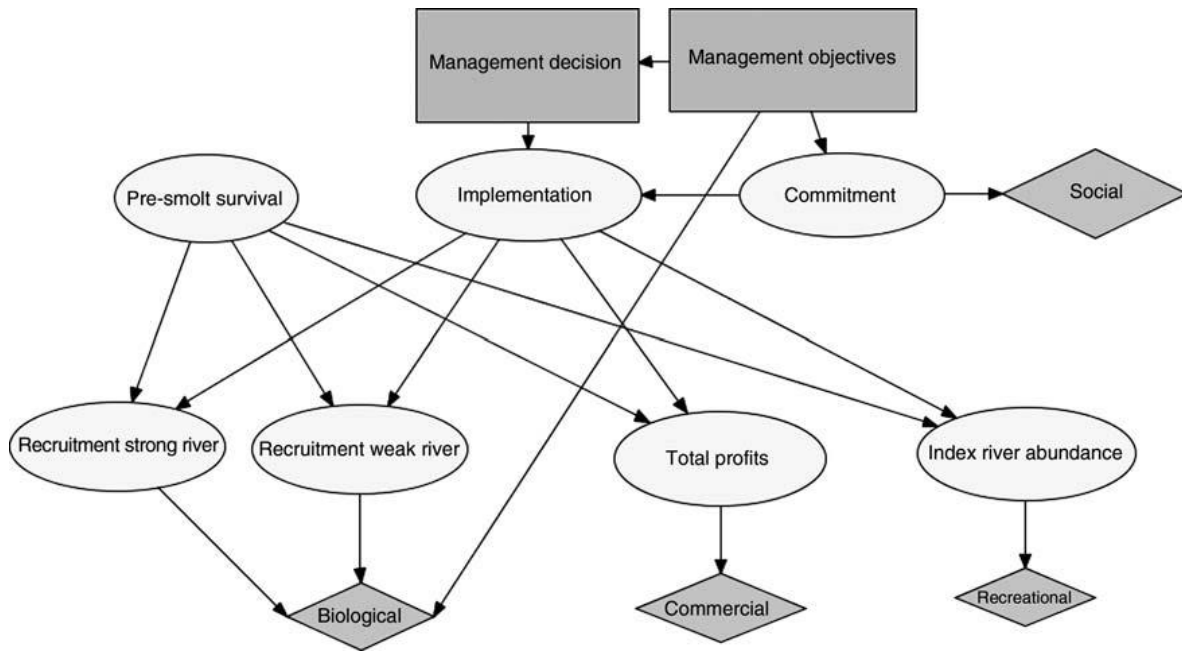 Management decision
Management objectives
Pre-smolt survival
Implementation
Commitment
Social
Recruitment strong river
Recruitment weak river
Total profits
Index river abundance
Biological
Commercial
Recreational